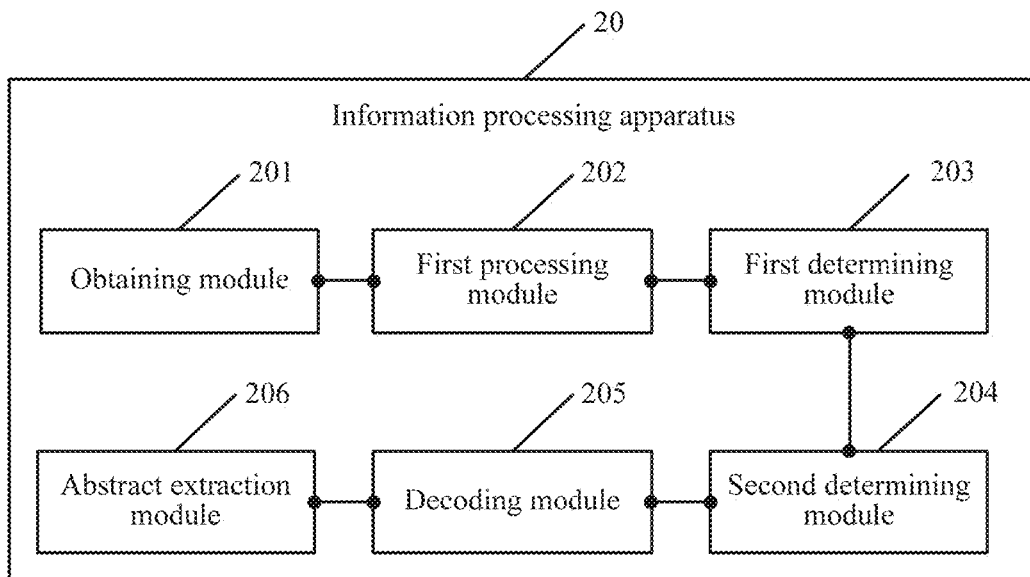 20
Information processing apparatus
201
202
203
Obtaining module
First processing
module
First determining
module
206
205
204
Abstract extraction
module
Decoding module
Second determining
module